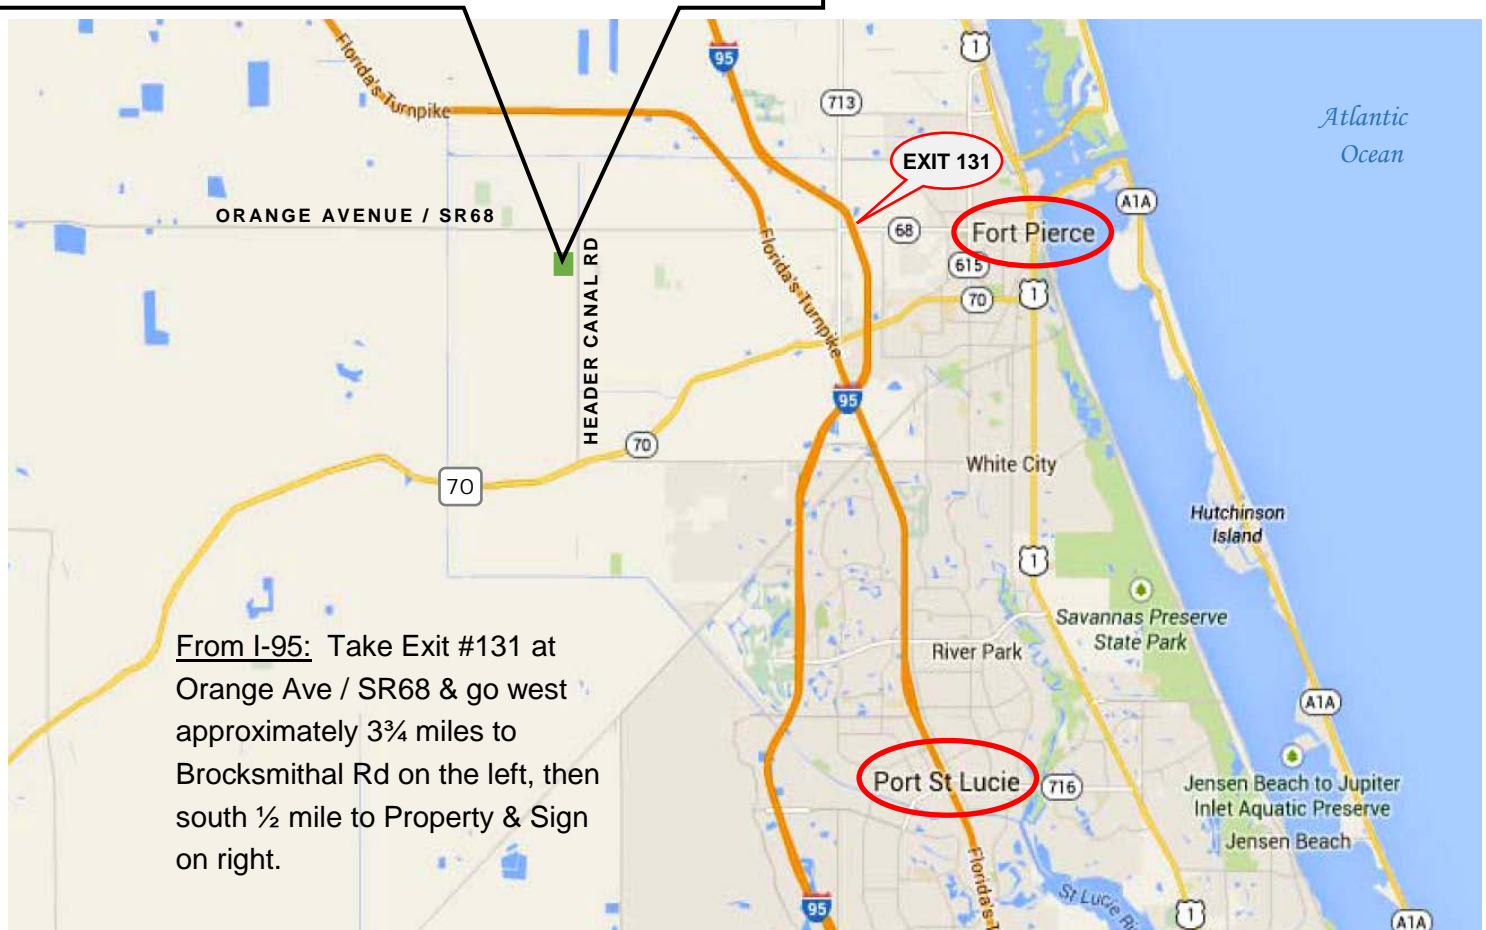 1
Florida's Turnpike
95
713
Atlantic
Ocean
EXIT 131
A1A
ORANGE AVENUE / SR68
68
Fort Pierce
HEADER CANAL RD
Florida's Turnpike
615
70
1
95
70
White City
70
Hutchinson
Island
1
Savannas Preserve
State Park
From I-95: Take Exit #131 at
Orange Ave / SR68 & go west
approximately 3¾ miles to
Brocksmithal Rd on the left, then
south ½ mile to Property & Sign
on right.
River Park
A1A
Port St Lucie
716
Jensen Beach to Jupiter
Inlet Aquatic Preserve
Jensen Beach
Florida's T
St Lucie Ri
95
1
A1A